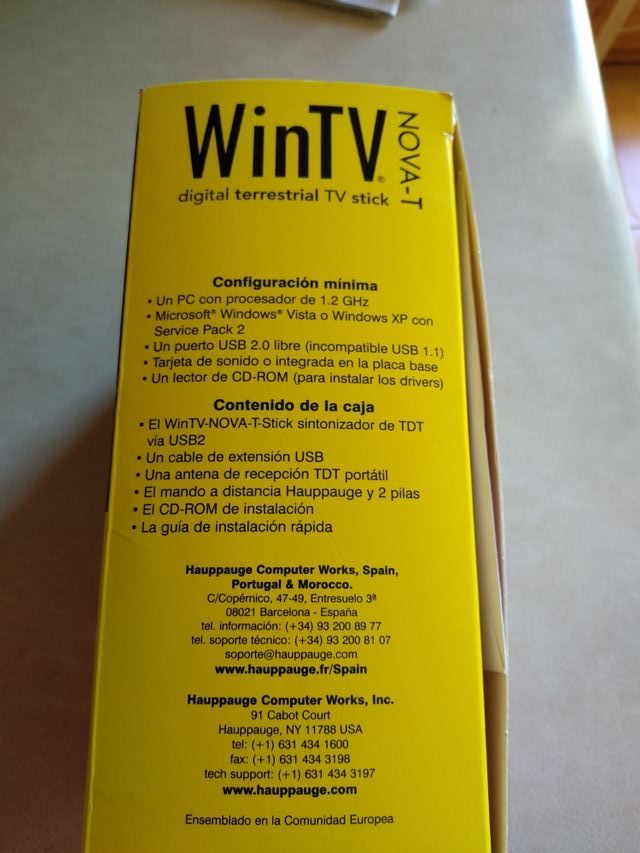 WinTV® NOVA-T
digital terrestrial TV stick
Configuración mínima
• Un PC con procesador de 1.2 GHz
• Microsoft® Windows® Vista o Windows XP con
Service Pack 2
• Un puerto USB 2.0 libre (incompatible USB 1.1)
• Tarjeta de sonido o integrada en la placa base
• Un lector de CD-ROM (para instalar los drivers)
Contenido de la caja
• El WinTV-NOVA-T-Stick sintonizador de TDT
vía USB2
• Un cable de extensión USB
• Una antena de recepción TDT portátil
• El mando a distancia Hauppauge y 2 pilas
• El CD-ROM de instalación
• La guía de instalación rápida
Hauppauge Computer Works, Spain,
Portugal & Morocco.
C/Copérnico, 47-49, Entresuelo 3ª
08021 Barcelona - España
tel. información: (+34) 93 200 89 77
tel. soporte técnico: (+34) 93 200 81 07
soporte@hauppauge.com
www.hauppauge.fr/Spain
Hauppauge Computer Works, Inc.
91 Cabot Court
Hauppauge, NY 11788 USA
tel: (+1) 631 434 1600
fax: (+1) 631 434 3198
tech support: (+1) 631 434 3197
www.hauppauge.com
Ensemblado en la Comunidad Europea